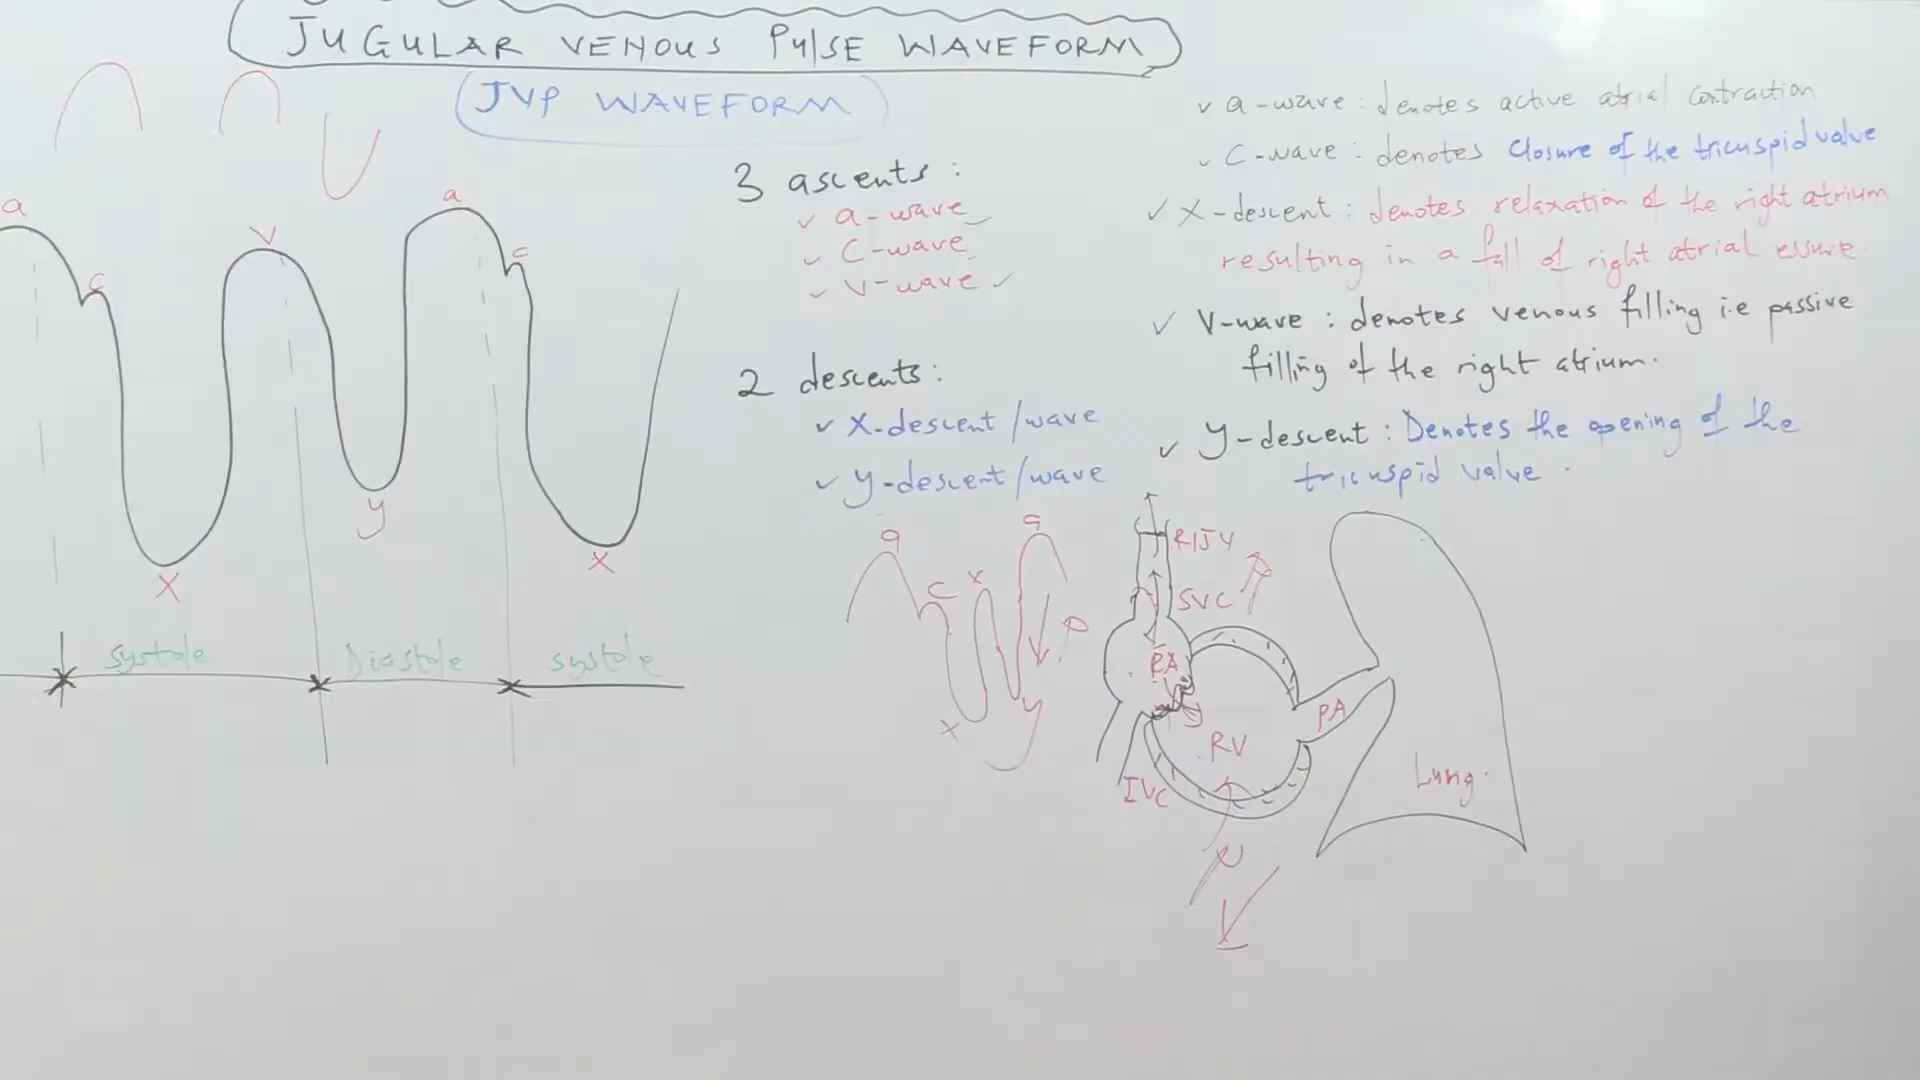 JUGULAR VENOUS PULSE WAVEFORM
JVP WAVEFORM
a
c
V
a
c
X
y
X
systole
Diastole
systole
3 ascents:
✓ a-wave
✓ C-wave
✓ V-wave ✓
2 descents:
✓ X-descent/wave
✓ y-descent/wave
✓ a-wave: denotes active atrial contraction
✓ C-wave: denotes closure of the tricuspid valve
✓ X-descent: denotes relaxation of the right atrium
resulting in a fall of right atrial essure
✓ V-wave: denotes venous filling i.e passive
filling of the right atrium.
✓ Y-descent: Denotes the opening of the
tricuspid valve.
a
C
x
a
x
y
P
RIJV
SVC
RA
RV
IVC
PA
Lung